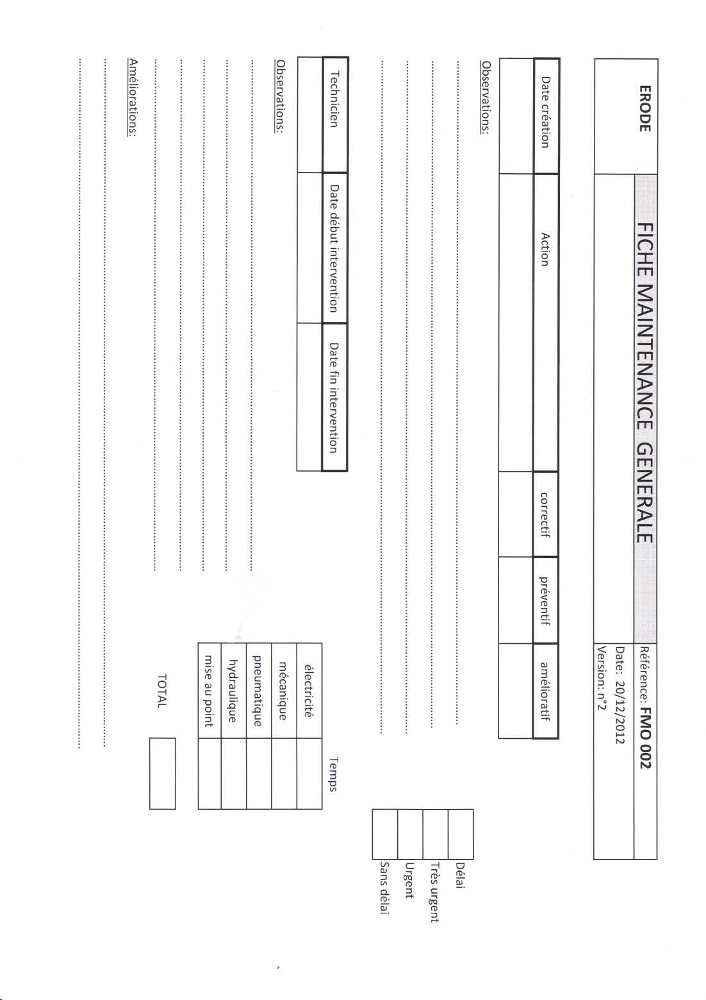 ERODE
FICHE MAINTENANCE GENERALE
Référence: FMO 002
Date: 20/12/2012
Version: n°2
Date création
Action
correctif
préventif
amélioratif
Observations:
Délai
Très urgent
Urgent
Sans délai
Technicien
Date début intervention
Date fin intervention
Temps
Observations:
électricité
mécanique
pneumatique
hydraulique
mise au point
TOTAL
Améliorations: